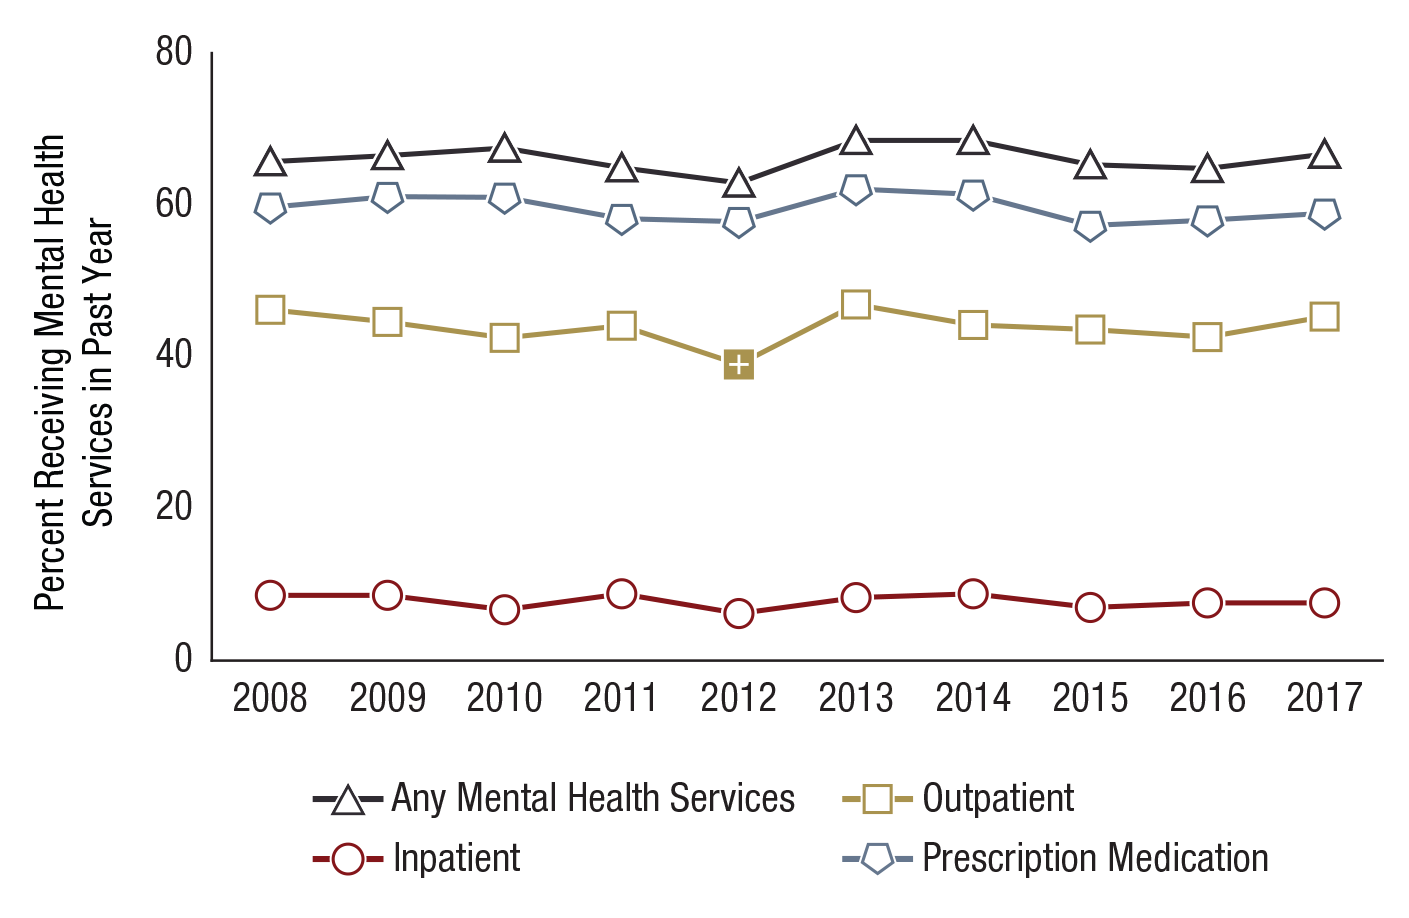 Percent Receiving Mental Health
Services in Past Year
80
60
40
20
0
2008 2009 2010 2011 2012 2013 2014 2015 2016 2017
+
Any Mental Health Services
Outpatient
Inpatient
Prescription Medication